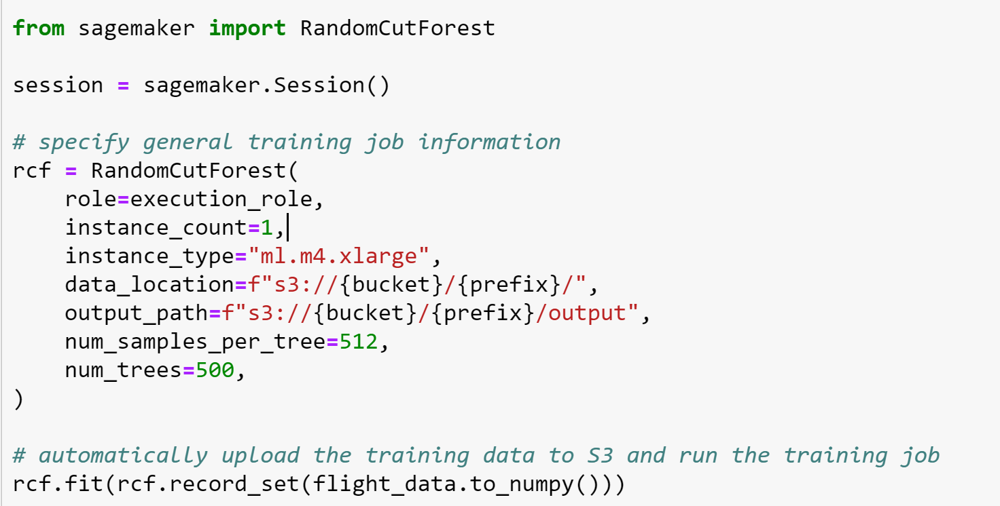 from sagemaker import RandomCutForest
session = sagemaker.Session()
# specify general training job information
rcf = RandomCutForest(
    role=execution_role,
    instance_count=1,
    instance_type="ml.m4.xlarge",
    data_location=f"s3://{bucket}/{prefix}/",
    output_path=f"s3://{bucket}/{prefix}/output",
    num_samples_per_tree=512,
    num_trees=500,
)
# automatically upload the training data to S3 and run the training job
rcf.fit(rcf.record_set(flight_data.to_numpy()))